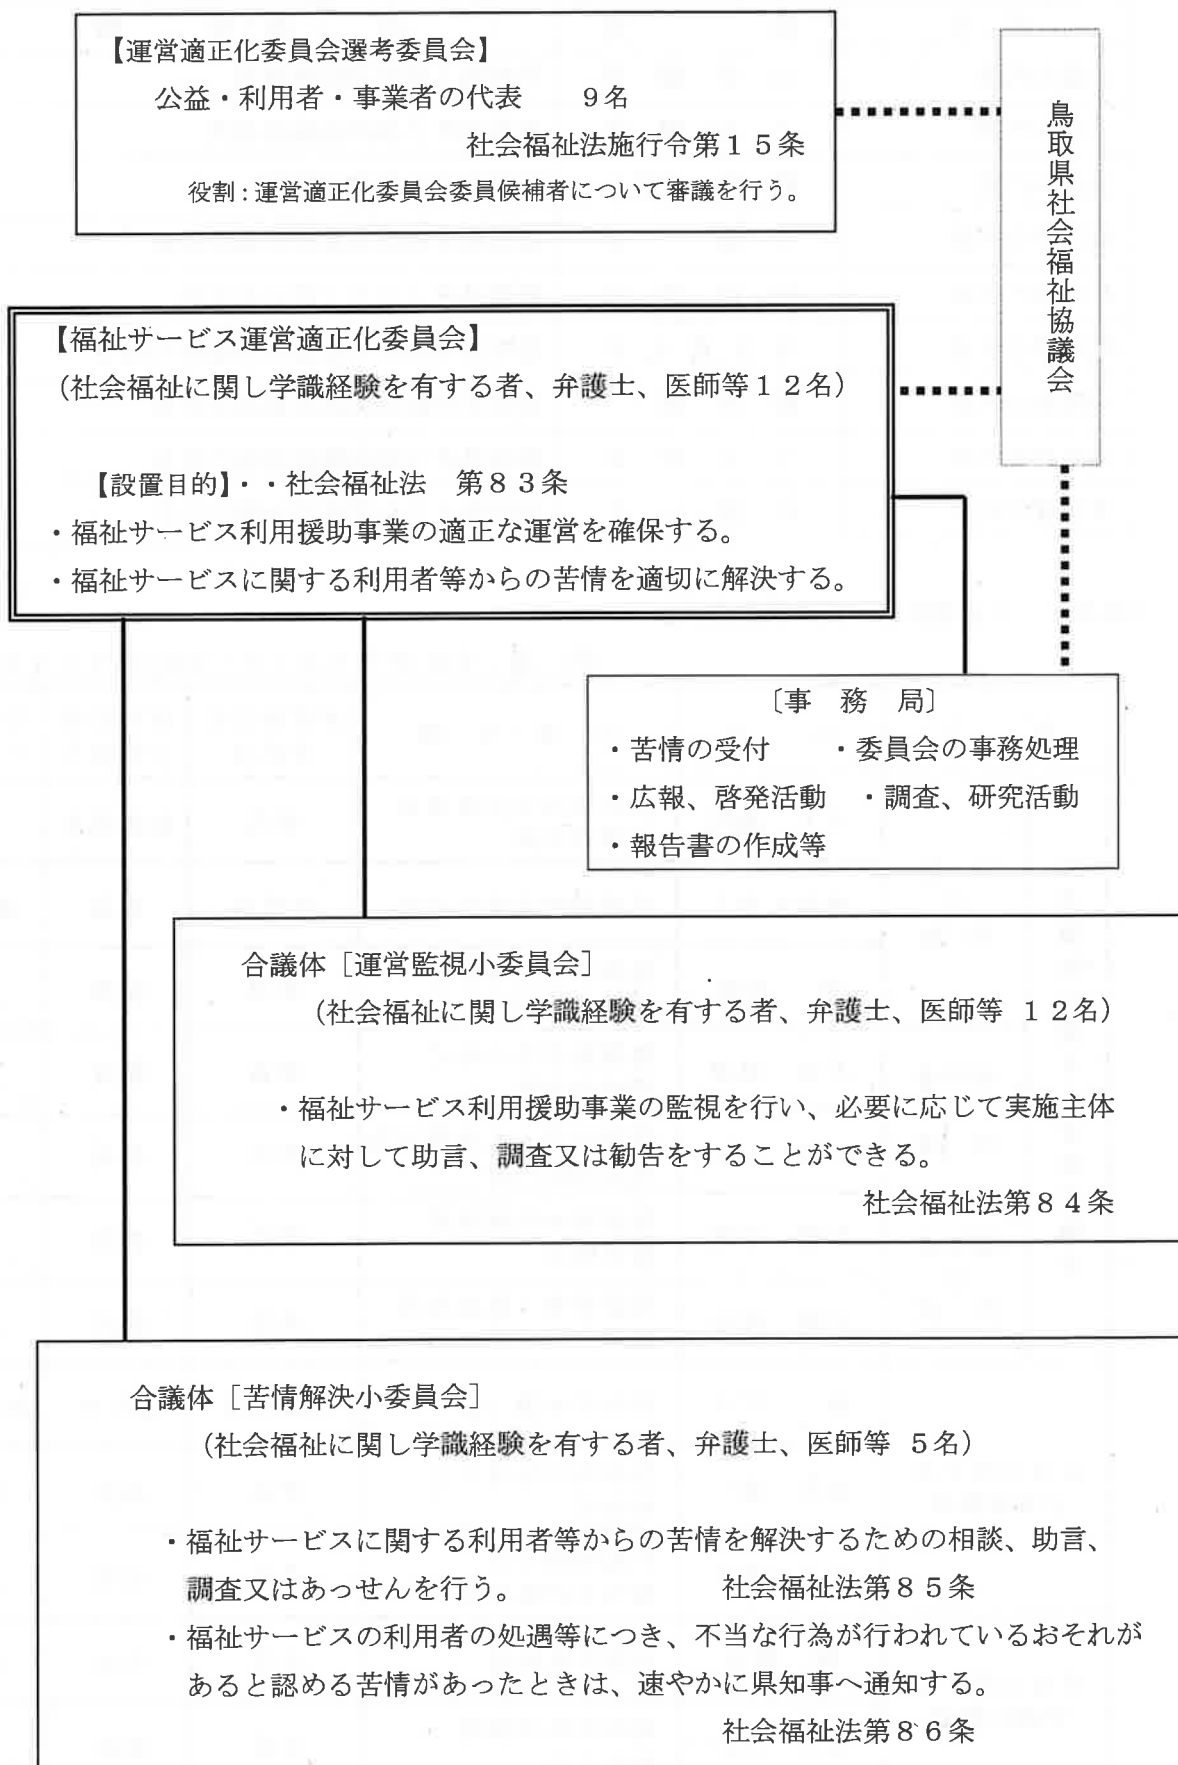 【運営適正化委員会選考委員会】
公益・利用者・事業者の代表　　９名
社会福祉法施行令第１５条
役割：運営適正化委員会委員候補者について審議を行う。
鳥取県社会福祉協議会
【福祉サービス運営適正化委員会】
（社会福祉に関し学識経験を有する者、弁護士、医師等１２名）
【設置目的】・・社会福祉法　第８３条
・福祉サービス利用援助事業の適正な運営を確保する。
・福祉サービスに関する利用者等からの苦情を適切に解決する。
〔事　務　局〕
・苦情の受付　　・委員会の事務処理
・広報、啓発活動　・調査、研究活動
・報告書の作成等
合議体［運営監視小委員会］
（社会福祉に関し学識経験を有する者、弁護士、医師等 １２名）
・福祉サービス利用援助事業の監視を行い、必要に応じて実施主体
に対して助言、調査又は勧告をすることができる。
社会福祉法第８４条
合議体［苦情解決小委員会］
（社会福祉に関し学識経験を有する者、弁護士、医師等 ５名）
・福祉サービスに関する利用者等からの苦情を解決するための相談、助言、
調査又はあっせんを行う。　　　　　　　社会福祉法第８５条
・福祉サービスの利用者の処遇等につき、不当な行為が行われているおそれが
あると認める苦情があったときは、速やかに県知事へ通知する。
社会福祉法第８６条